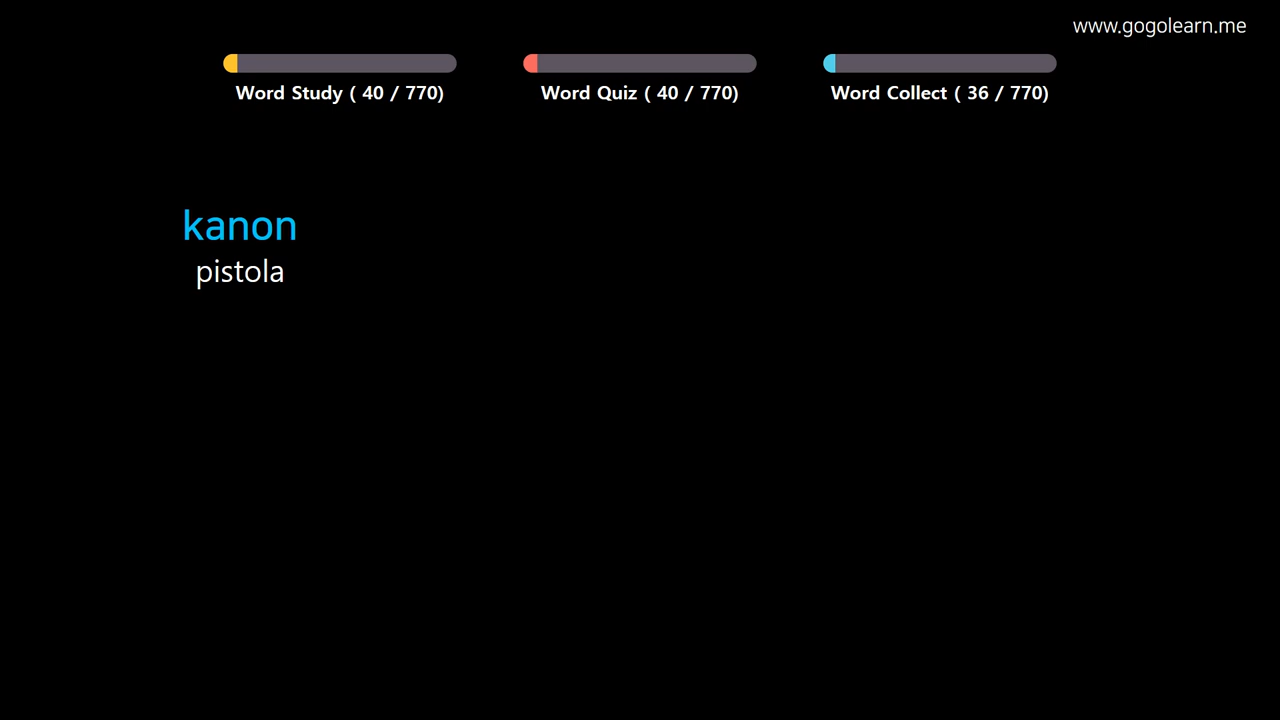 www.gogolearn.me
Word Study ( 40 / 770)
Word Quiz ( 40 / 770)
Word Collect ( 36 / 770)
kanon
pistola